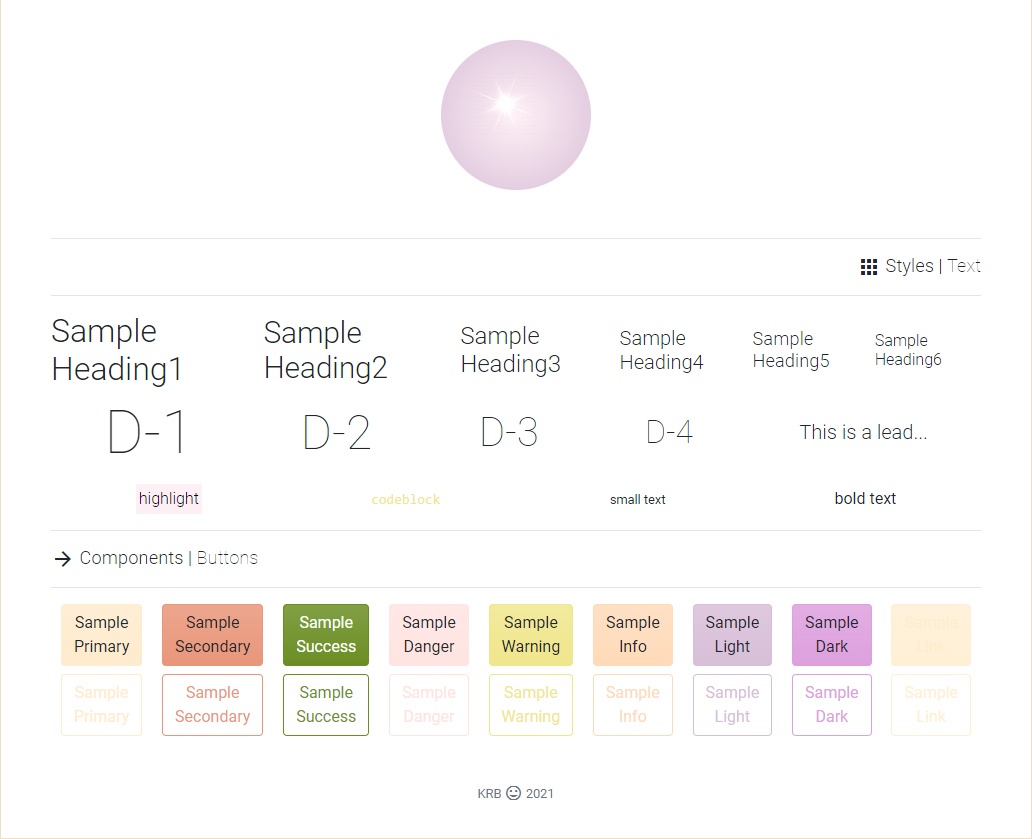 Styles | Text
Sample Heading1
Sample Heading2
Sample Heading3
Sample Heading4
Sample Heading5
Sample Heading6
D-1
D-2
D-3
D-4
This is a lead...
highlight
codeblock
small text
bold text
Components | Buttons
Sample Primary
Sample Secondary
Sample Success
Sample Danger
Sample Warning
Sample Info
Sample Light
Sample Dark
Sample Link
Sample Primary
Sample Secondary
Sample Success
Sample Danger
Sample Warning
Sample Info
Sample Light
Sample Dark
Sample Link
KRB 2021